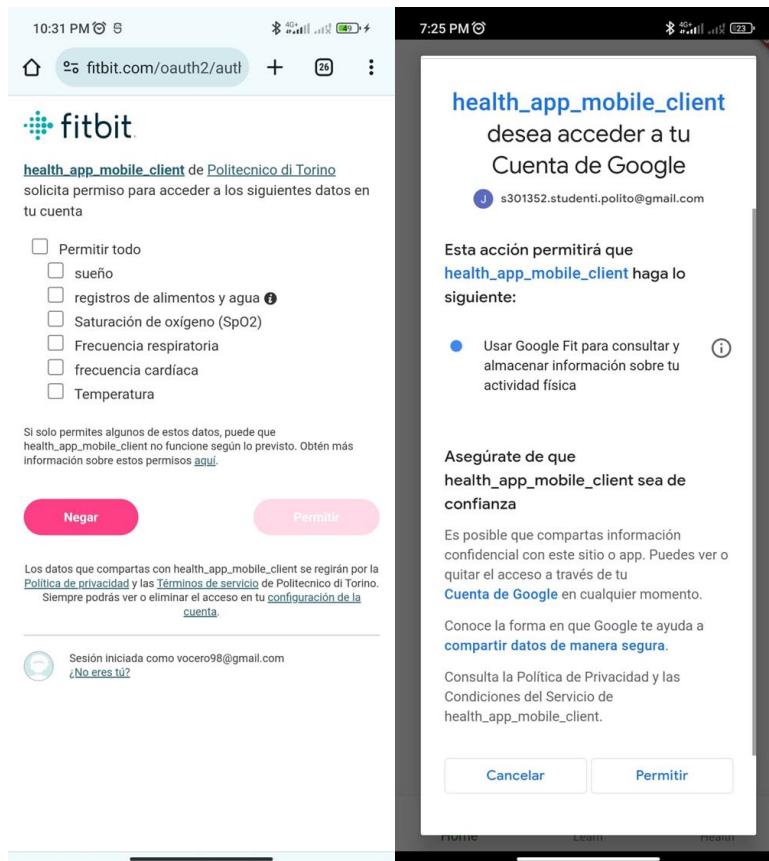 10:31 PM
4G+
49
fitbit.com/oauth2/autl
26
fitbit
health_app_mobile_client de Politecnico di Torino
solicita permiso para acceder a los siguientes datos en
tu cuenta
Permitir todo
sueño
registros de alimentos y agua
Saturación de oxígeno (SpO2)
Frecuencia respiratoria
frecuencia cardíaca
Temperatura
Si solo permites algunos de estos datos, puede que
health_app_mobile_client no funcione según lo previsto. Obtén más
información sobre estos permisos aquí.
Negar
Permitir
Los datos que compartas con health_app_mobile_client se regirán por la
Política de privacidad y las Términos de servicio de Politecnico di Torino.
Siempre podrás ver o eliminar el acceso en tu configuración de la
cuenta.
Sesión iniciada como vocero98@gmail.com
¿No eres tú?
7:25 PM
4G+
23
health_app_mobile_client
desea acceder a tu
Cuenta de Google
J s301352.studenti.polito@gmail.com
Esta acción permitirá que
health_app_mobile_client haga lo
siguiente:
Usar Google Fit para consultar y
almacenar información sobre tu
actividad física
Asegúrate de que
health_app_mobile_client sea de
confianza
Es posible que compartas información
confidencial con este sitio o app. Puedes ver o
quitar el acceso a través de tu
Cuenta de Google en cualquier momento.
Conoce la forma en que Google te ayuda a
compartir datos de manera segura.
Consulta la Política de Privacidad y las
Condiciones del Servicio de
health_app_mobile_client.
Cancelar
Permitir
Home Learn Health